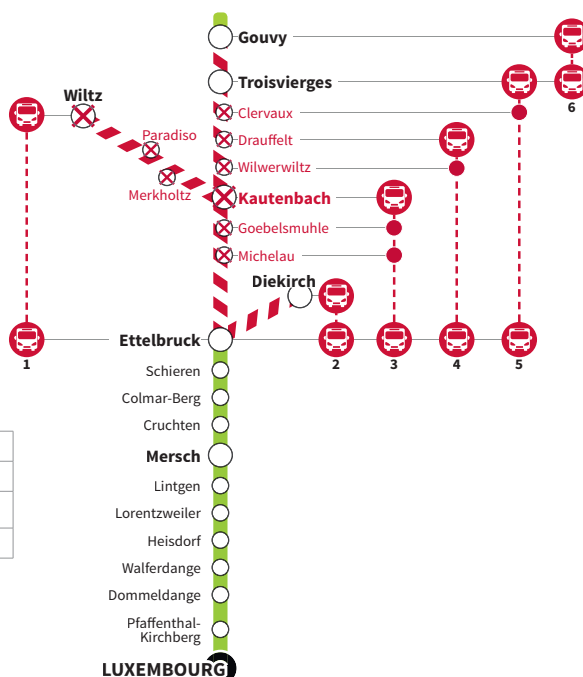 Gouvy
Troisvierges
6
Wiltz
Clervaux
Paradiso
Drauffelt
Wilwerwiltz
Merkholtz
Kautenbach
Goebelsmuhle
Michelau
Diekirch
Ettelbruck
1
2
3
4
5
Schieren
Colmar-Berg
Cruchten
Mersch
Lintgen
Lorentzweiler
Heisdorf
Walferdange
Dommeldange
Pfaffenthal-
Kirchberg
LUXEMBOURG